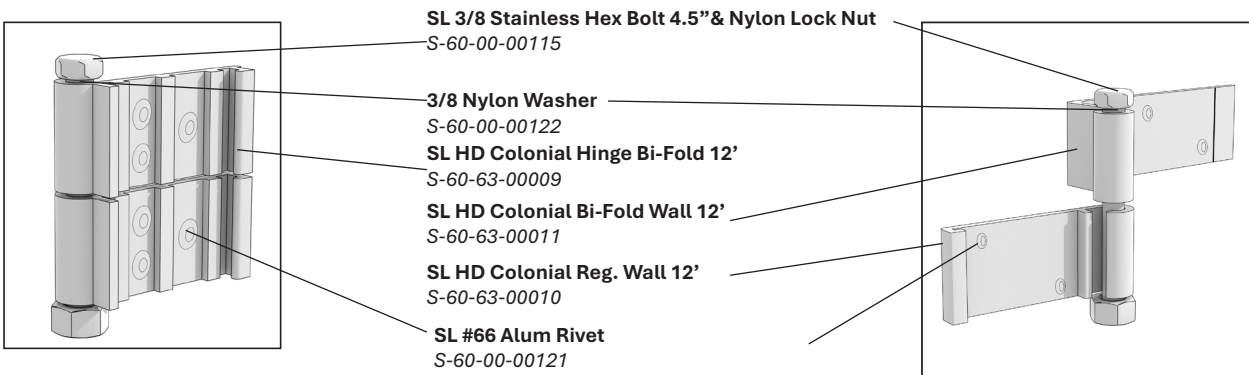 SL 3/8 Stainless Hex Bolt 4.5”& Nylon Lock Nut
S-60-00-00115
3/8 Nylon Washer
S-60-00-00122
SL HD Colonial Hinge Bi-Fold 12’
S-60-63-00009
SL HD Colonial Bi-Fold Wall 12’
S-60-63-00011
SL HD Colonial Reg. Wall 12’
S-60-63-00010
SL #66 Alum Rivet
S-60-00-00121